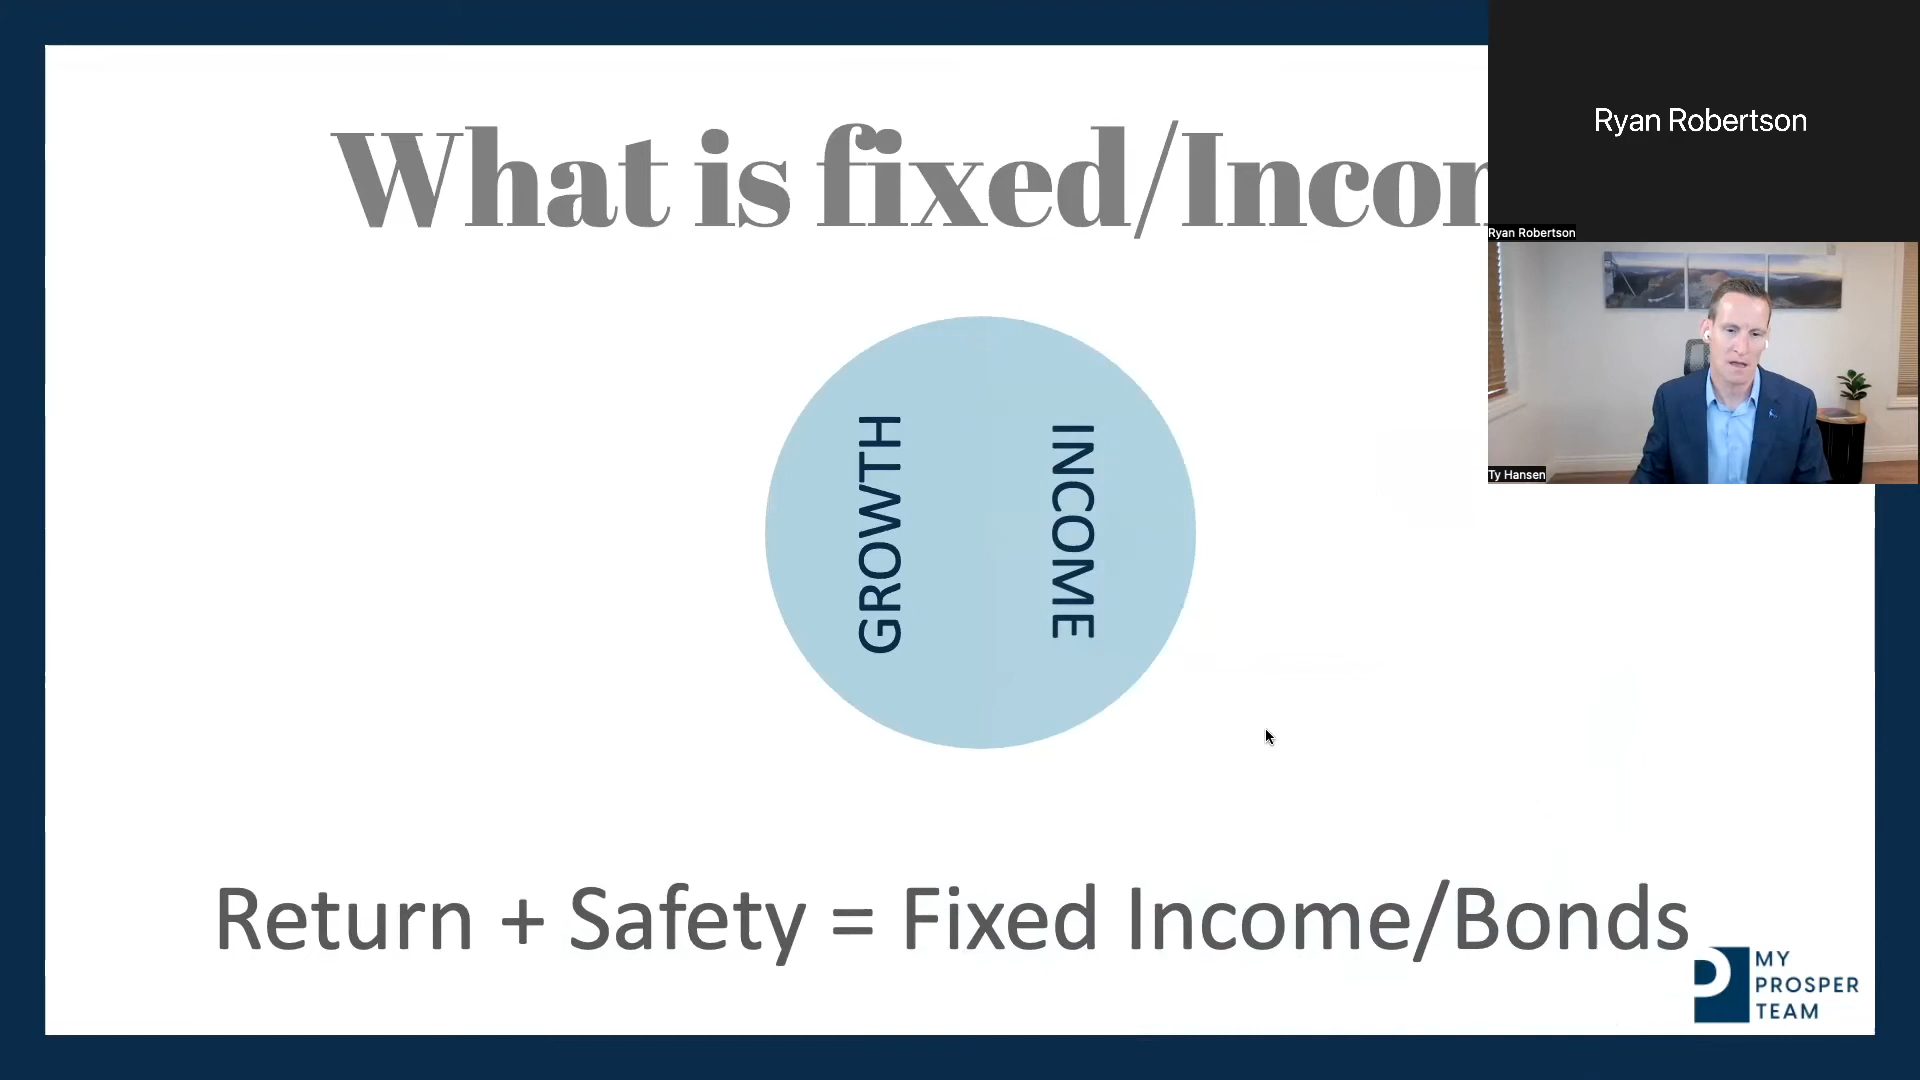 What is fixed/Incom
Ryan Robertson
Ryan Robertson
Ty Hansen
GROWTH
INCOME
Return + Safety = Fixed Income/Bonds
MY
PROSPER
TEAM